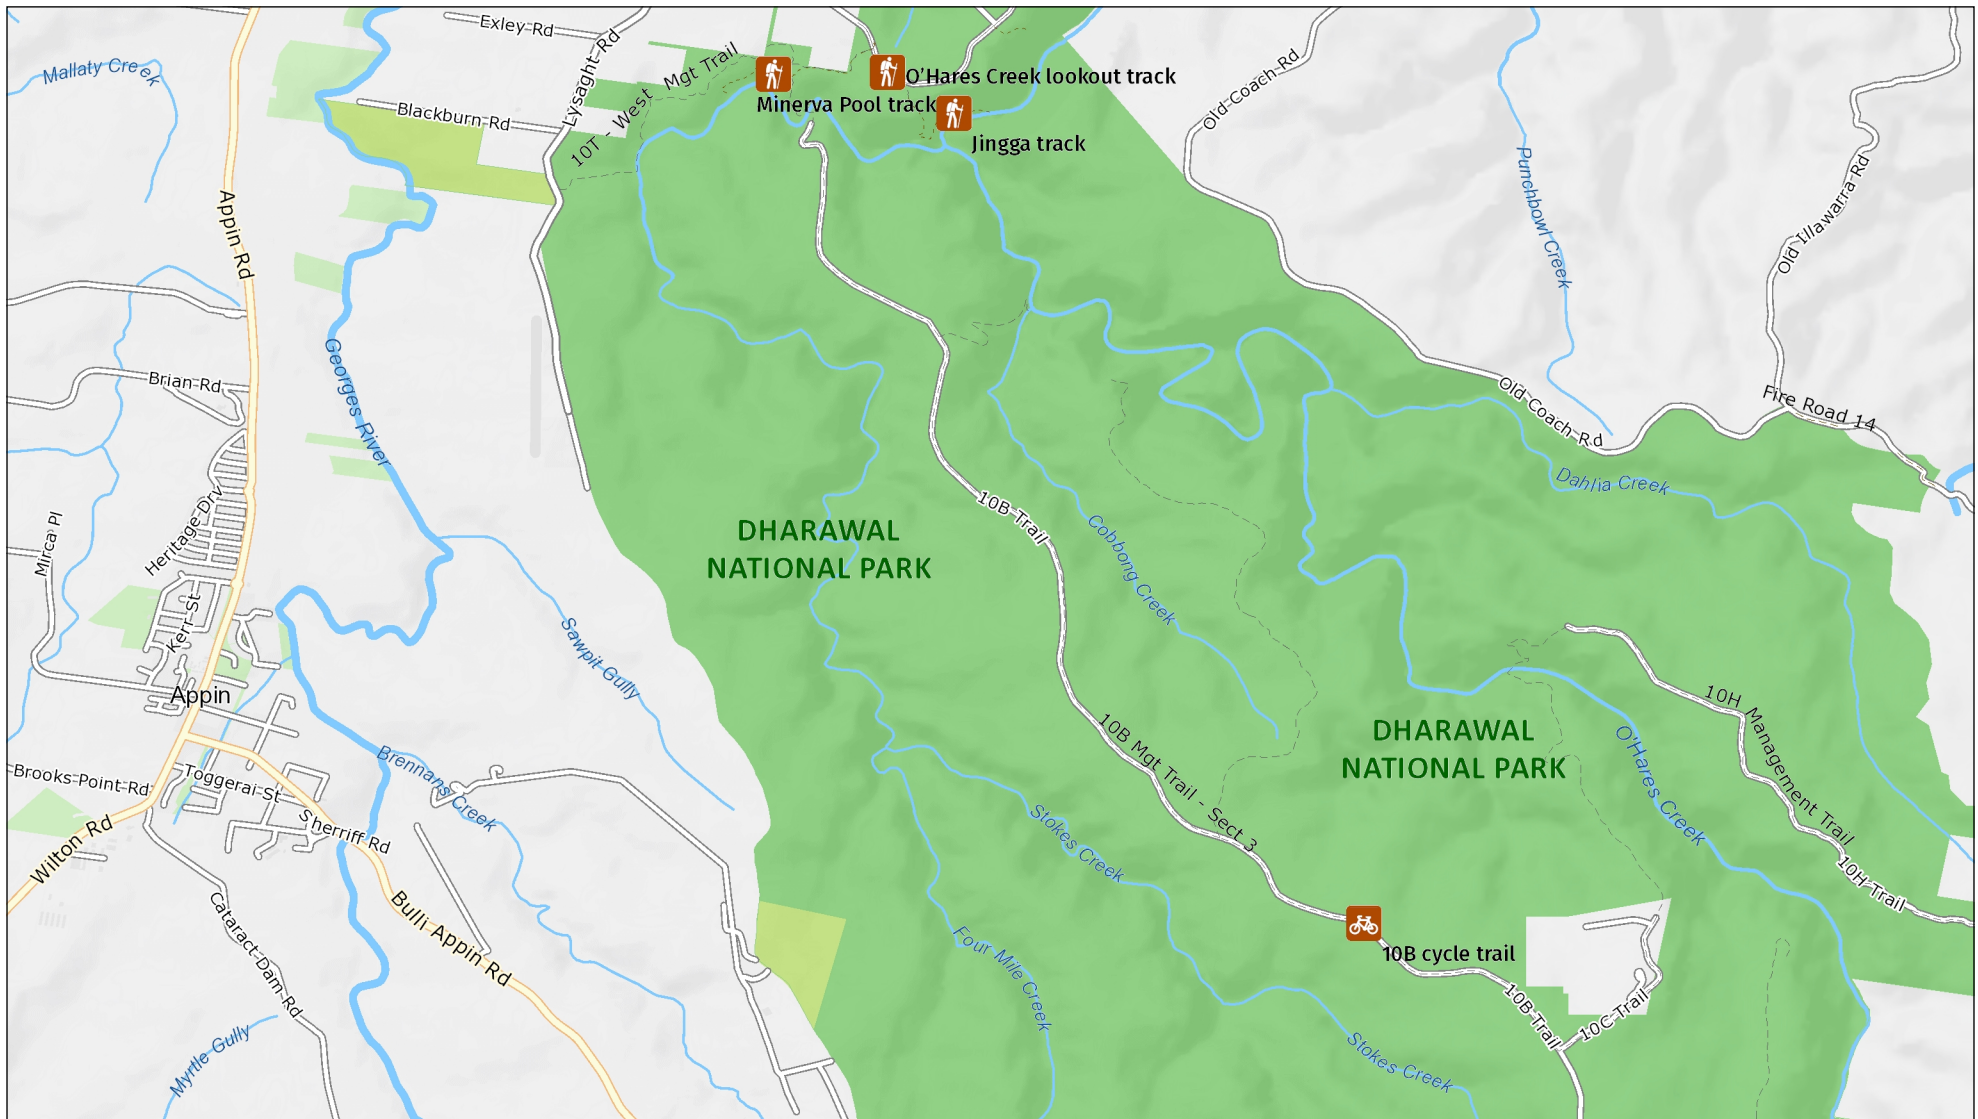 Exley Rd
Lysaght Rd
Mallaty Creek
10T - West Mgt Trail
O'Hares Creek lookout track
Minerva Pool track
Jingga track
Old Coach Rd
Blackburn Rd
Punchbowl Creek
Old Illawarra Rd
Appin Rd
Georges River
Brian Rd
Fire Road 14
Old Coach Rd
Dahlia Creek
Heritage Drv
Mirca Pl
10B Trail
Cobbong Creek
DHARAWAL
NATIONAL PARK
Kerr St
Sawpit Gully
Appin
10H Management Trail
DHARAWAL
NATIONAL PARK
O'Hares Creek
10B Mgt Trail - Sect 3
Brennans Creek
Brooks Point Rd
Toggerai St
Sherriff Rd
Wilton Rd
Stokes Creek
10H Trail
Cataract Dam Rd
Bulli Appin Rd
Four Mile Creek
10B cycle trail
10B Trail
10C Trail
Myrtle Gully
Stokes Creek